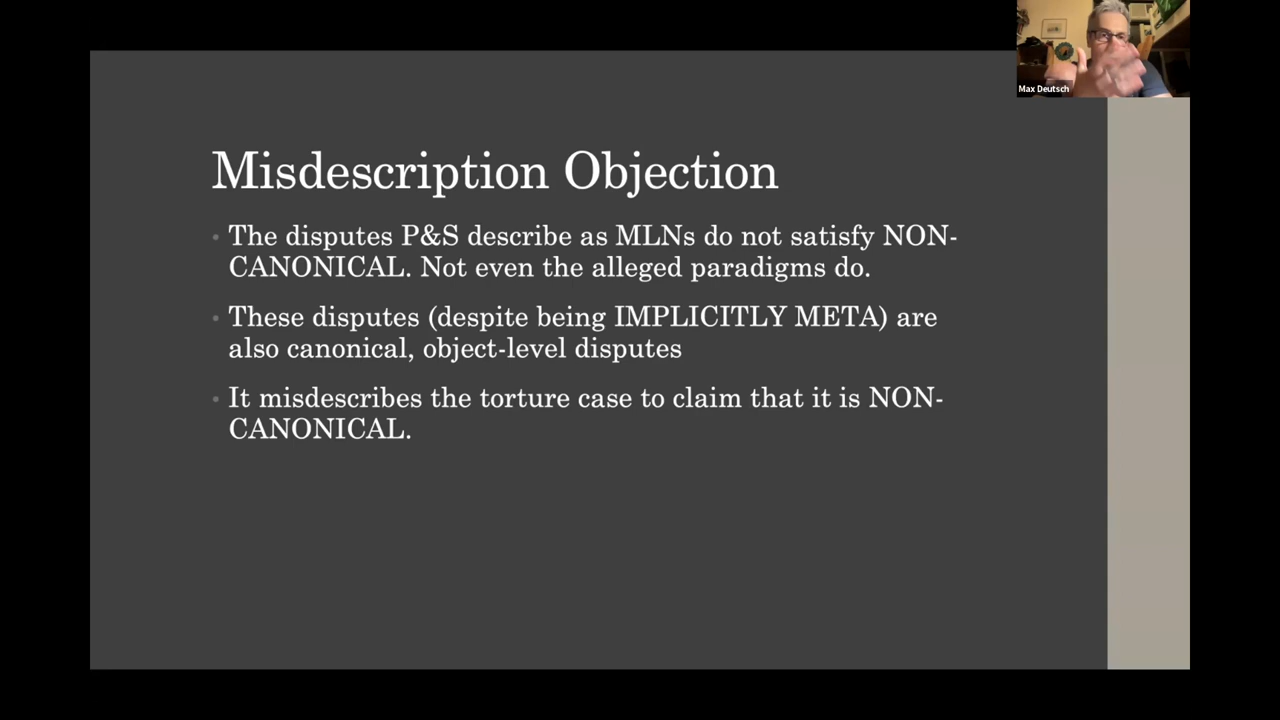 Max Deutsch
Misdescription Objection
• The disputes P&S describe as MLNs do not satisfy NON-
CANONICAL. Not even the alleged paradigms do.
• These disputes (despite being IMPLICITLY META) are
also canonical, object-level disputes
• It misdescribes the torture case to claim that it is NON-
CANONICAL.